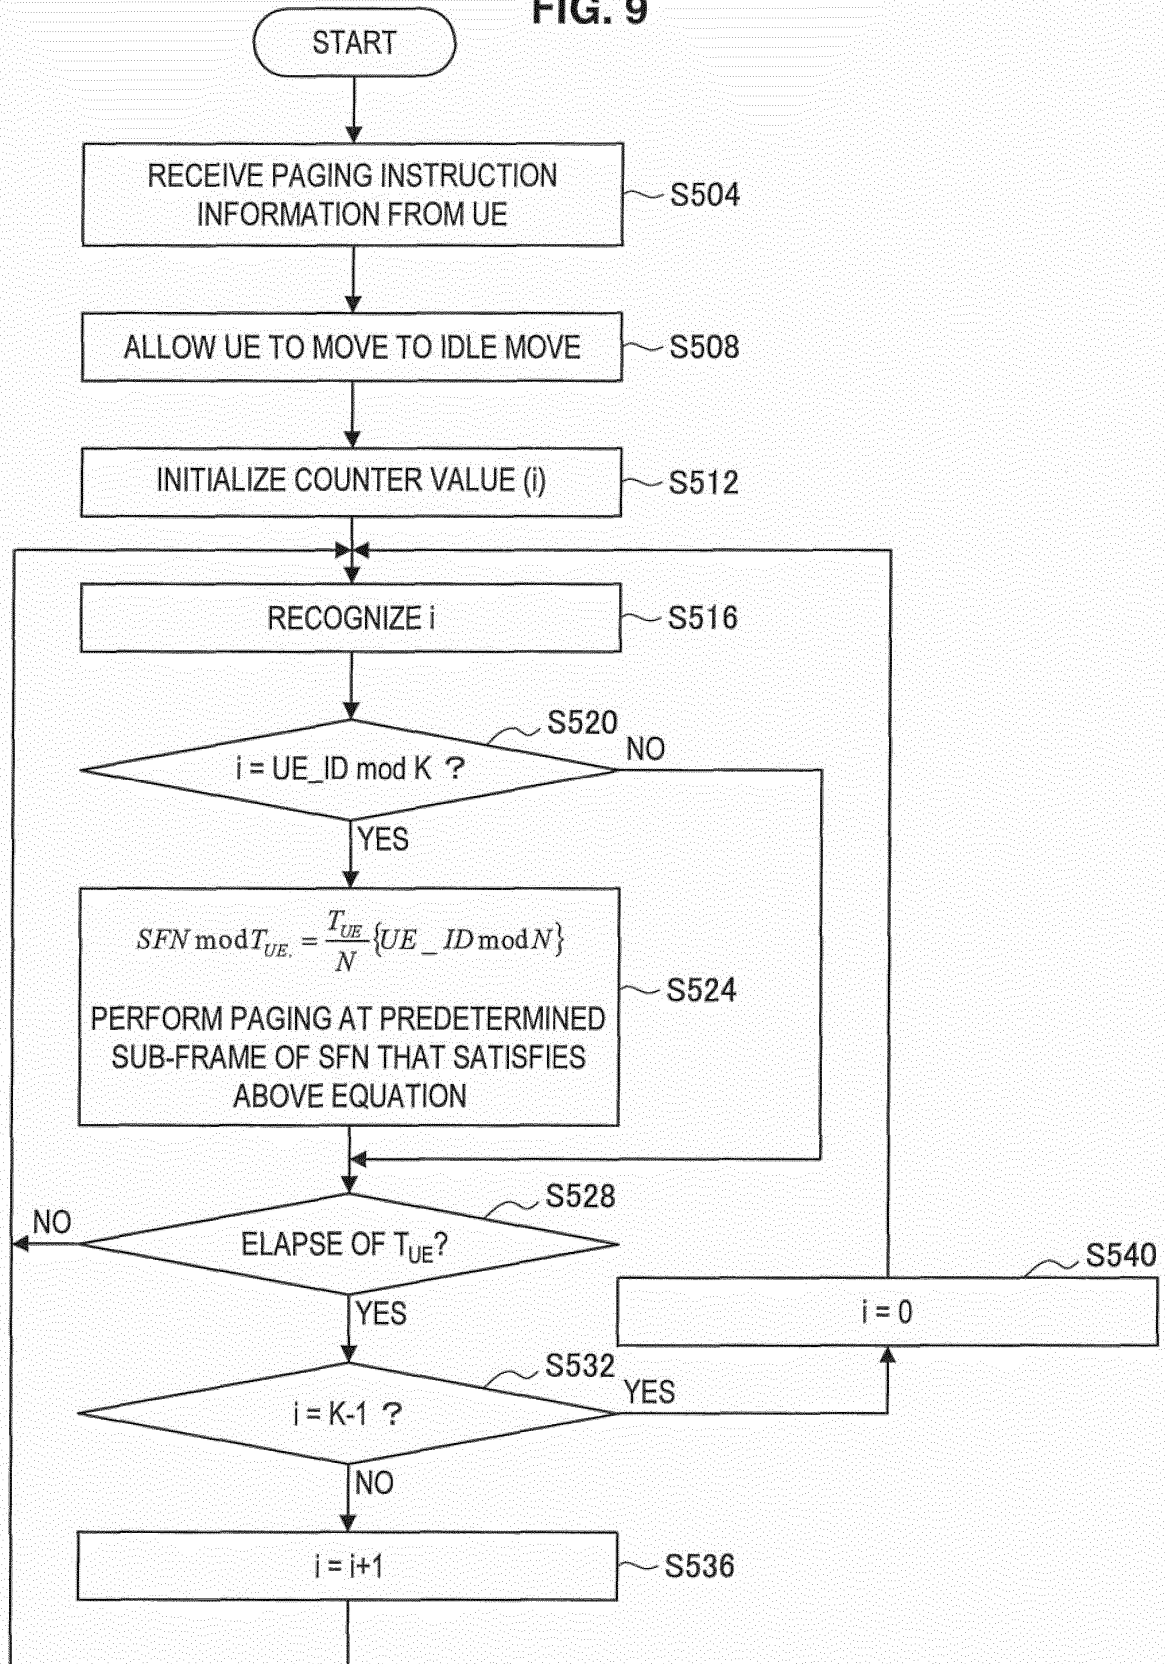 FIG. 9
START
RECEIVE PAGING INSTRUCTION
INFORMATION FROM UE
S504
ALLOW UE TO MOVE TO IDLE MOVE
S508
INITIALIZE COUNTER VALUE (i)
S512
RECOGNIZE i
S516
S520
i = UE_ID mod K ?
NO
YES
SFN mod T_UE. = T_UE/N {UE_ID mod N}
PERFORM PAGING AT PREDETERMINED
SUB-FRAME OF SFN THAT SATISFIES
ABOVE EQUATION
S524
S528
NO
ELAPSE OF T_UE?
YES
S540
i = 0
S532
i = K-1 ?
YES
NO
i = i+1
S536